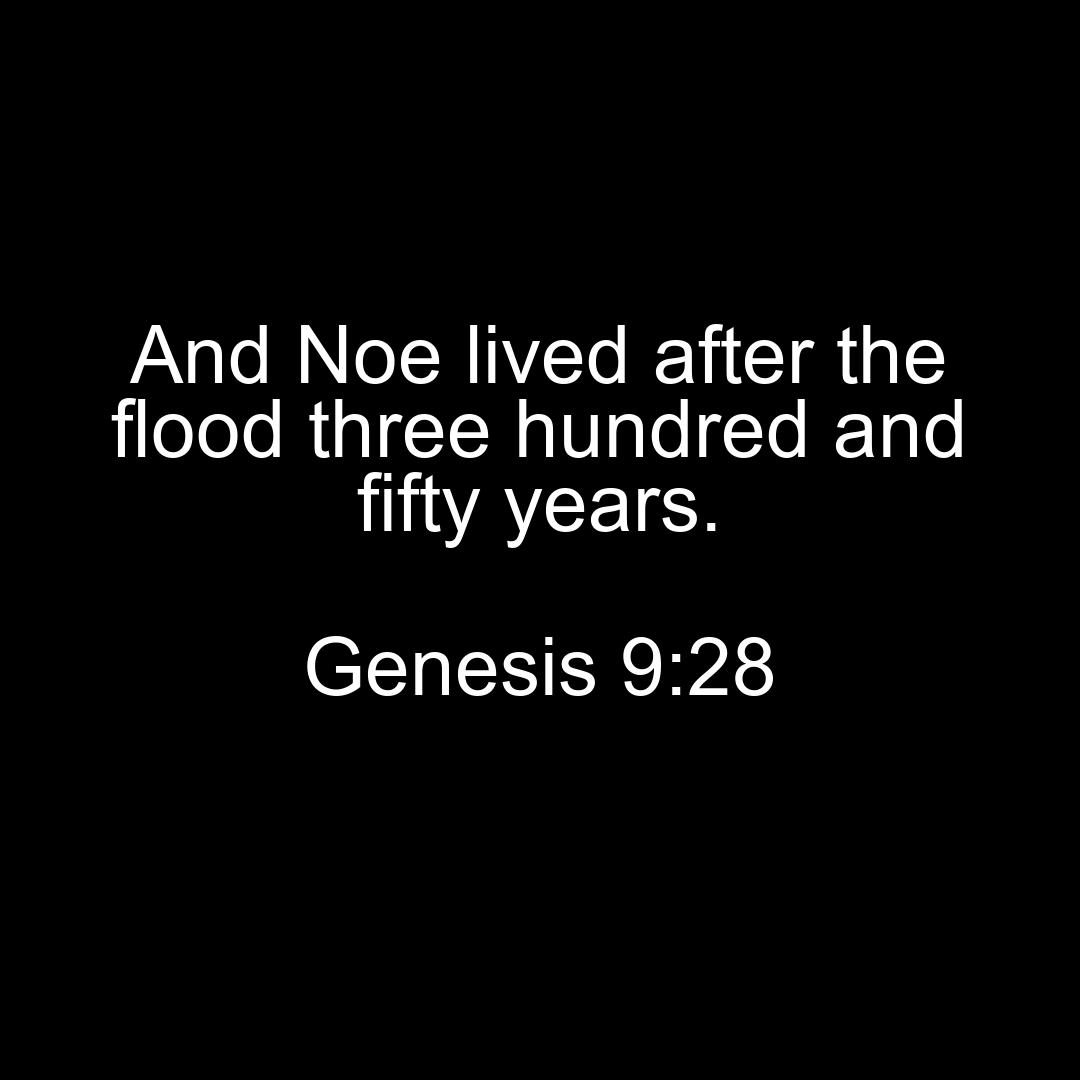 And Noe lived after the
flood three hundred and
fifty years.
Genesis 9:28